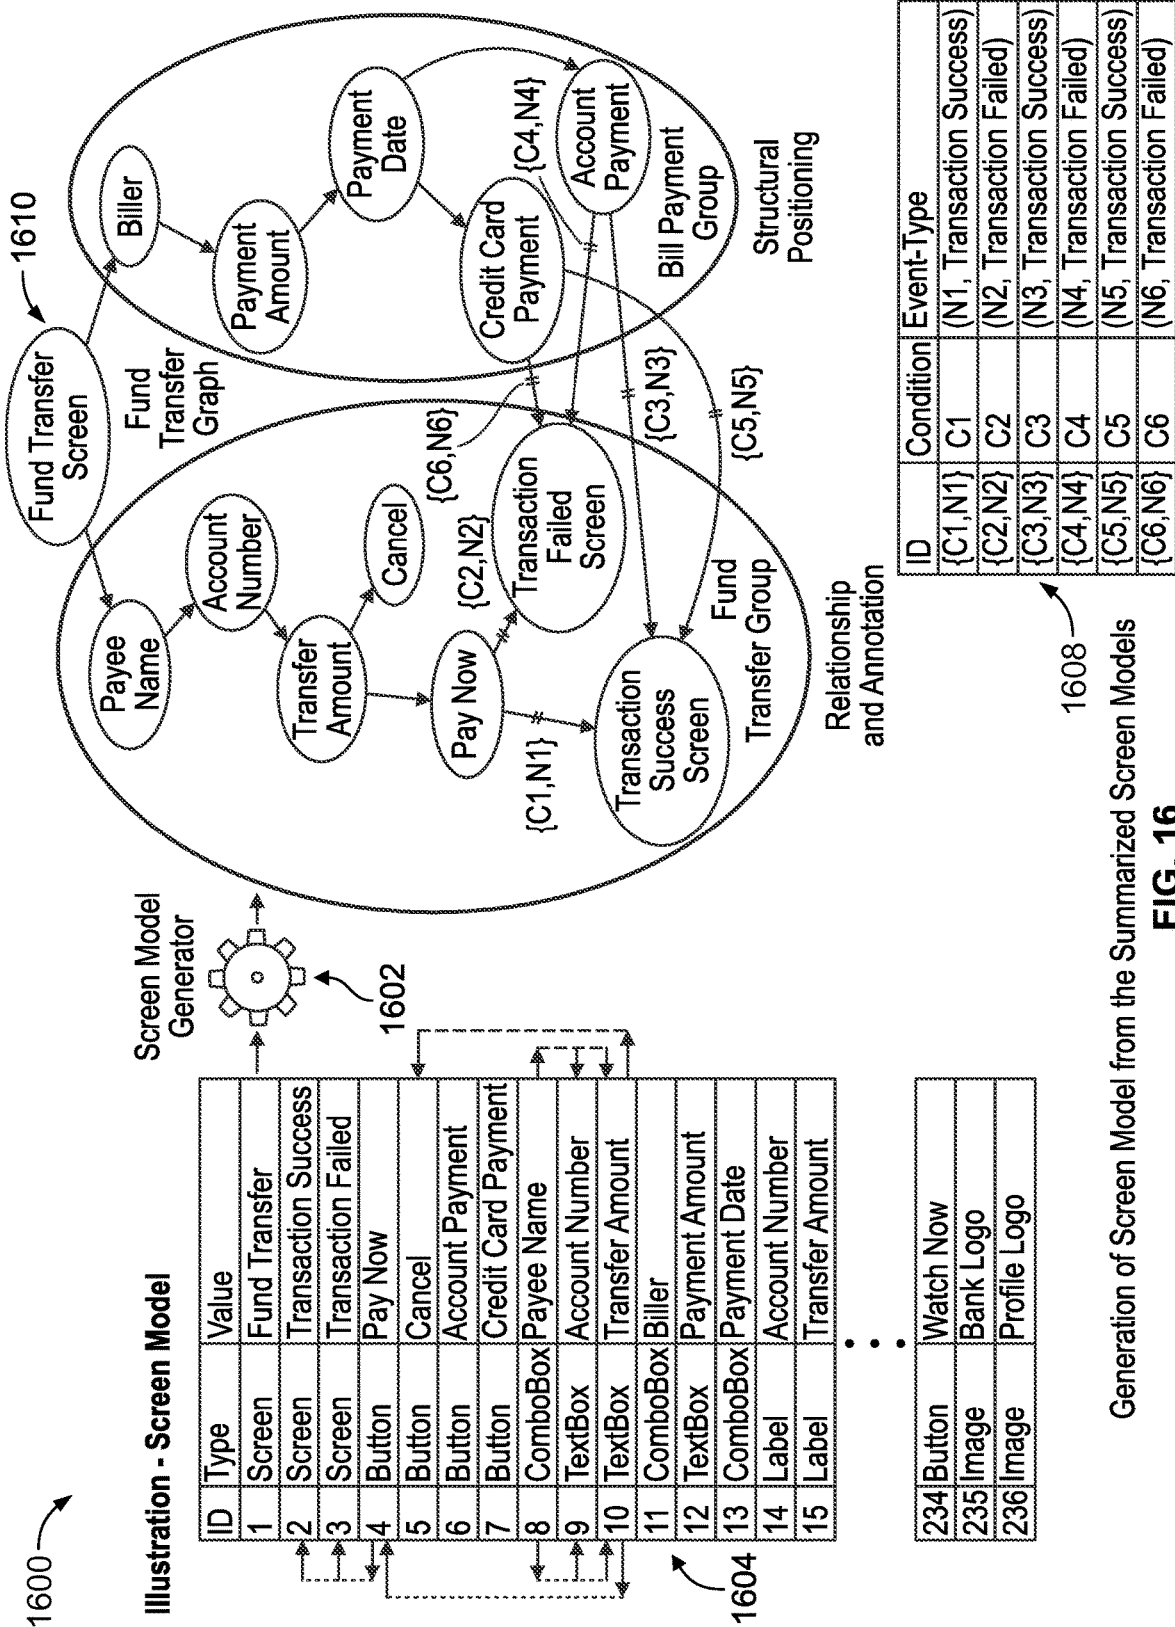 1600
Illustration - Screen Model
ID Type Value
1 Screen Fund Transfer
2 Screen Transaction Success
3 Screen Transaction Failed
4 Button Pay Now
5 Button Cancel
6 Button Account Payment
7 Button Credit Card Payment
8 ComboBox Payee Name
9 TextBox Account Number
10 TextBox Transfer Amount
11 ComboBox Biller
12 TextBox Payment Amount
13 ComboBox Payment Date
14 Label Account Number
15 Label Transfer Amount
234 Button Watch Now
235 Image Bank Logo
236 Image Profile Logo
1604
Screen Model
Generator
1602
1610
Fund Transfer
Screen
Fund
Transfer
Graph
Payee
Name
Account
Number
Transfer
Amount
Cancel
Pay Now
{C1,N1}
{C2,N2}
Transaction
Failed
Screen
Transaction
Success
Screen
Fund
Transfer Group
Relationship
and Annotation
Biller
Payment
Amount
Payment
Date
Credit Card
Payment
Account
Payment
{C4,N4}
{C6,N6}
{C3,N3}
{C5,N5}
Bill Payment
Group
Structural
Positioning
ID Condition Event-Type
{C1,N1} C1 (N1, Transaction Success)
{C2,N2} C2 (N2, Transaction Failed)
{C3,N3} C3 (N3, Transaction Success)
{C4,N4} C4 (N4, Transaction Failed)
{C5,N5} C5 (N5, Transaction Success)
{C6,N6} C6 (N6, Transaction Failed)
1608
Generation of Screen Model from the Summarized Screen Models
FIG. 16